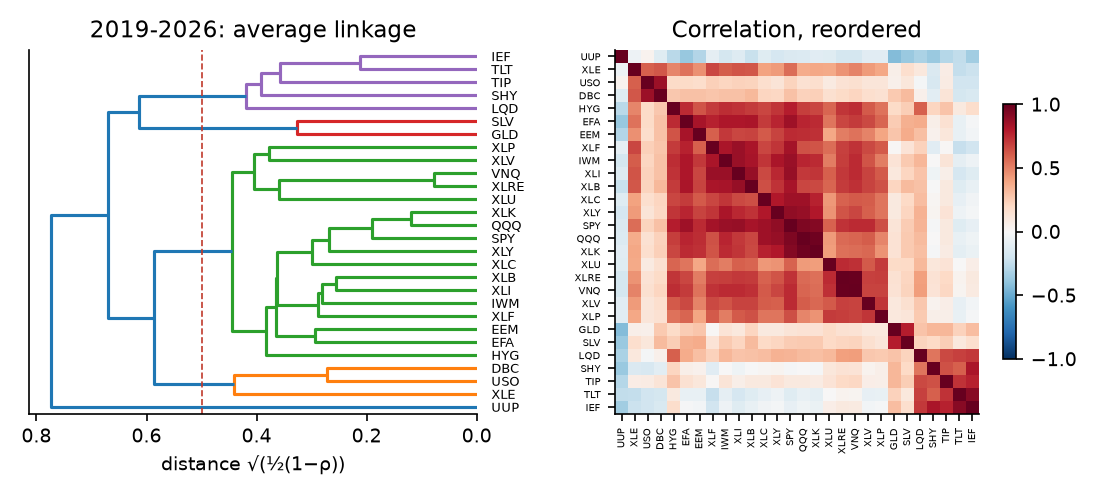 2019-2026: average linkage
IEF
TLT
TIP
SHY
LQD
SLV
GLD
XLP
XLV
VNQ
XLRE
XLU
XLK
QQQ
SPY
XLY
XLC
XLB
XLI
IWM
XLF
EEM
EFA
HYG
DBC
USO
XLE
UUP
0.8 0.6 0.4 0.2 0.0
distance √(½(1−ρ))
Correlation, reordered
UUP
XLE
USO
DBC
HYG
EFA
EEM
XLF
IWM
XLI
XLB
XLC
XLY
SPY
QQQ
XLK
XLU
XLRE
VNQ
XLV
XLP
GLD
SLV
LQD
SHY
TIP
TLT
IEF
UUP XLE USO DBC HYG EFA EEM XLF IWM XLI XLB XLC XLY SPY QQQ XLK XLU XLRE VNQ XLV XLP GLD SLV LQD SHY TIP TLT IEF
1.0
0.5
0.0
−0.5
−1.0